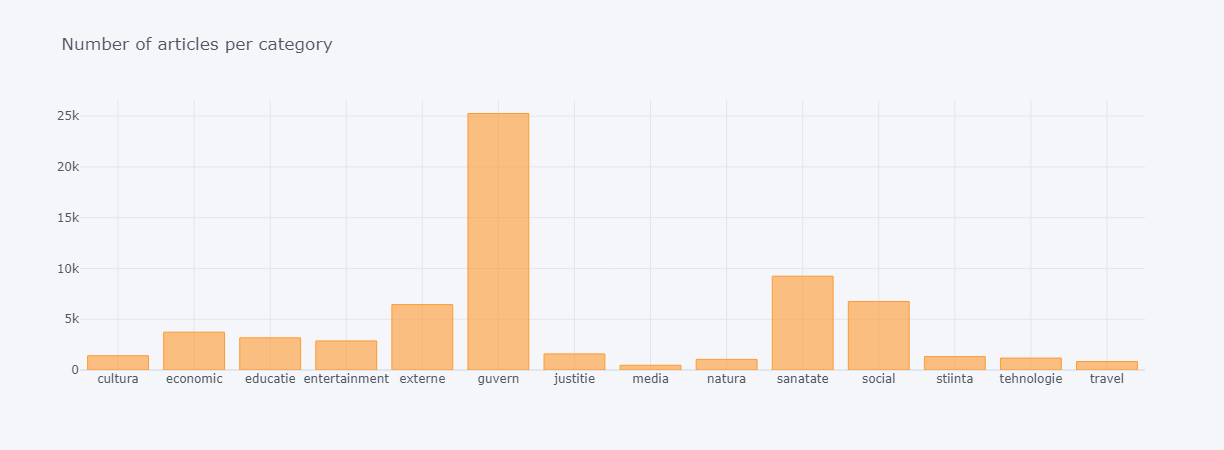 Number of articles per category
25k
20k
15k
10k
5k
0
cultura economic educatie entertainment externe guvern justitie media natura sanatate social stiinta tehnologie travel